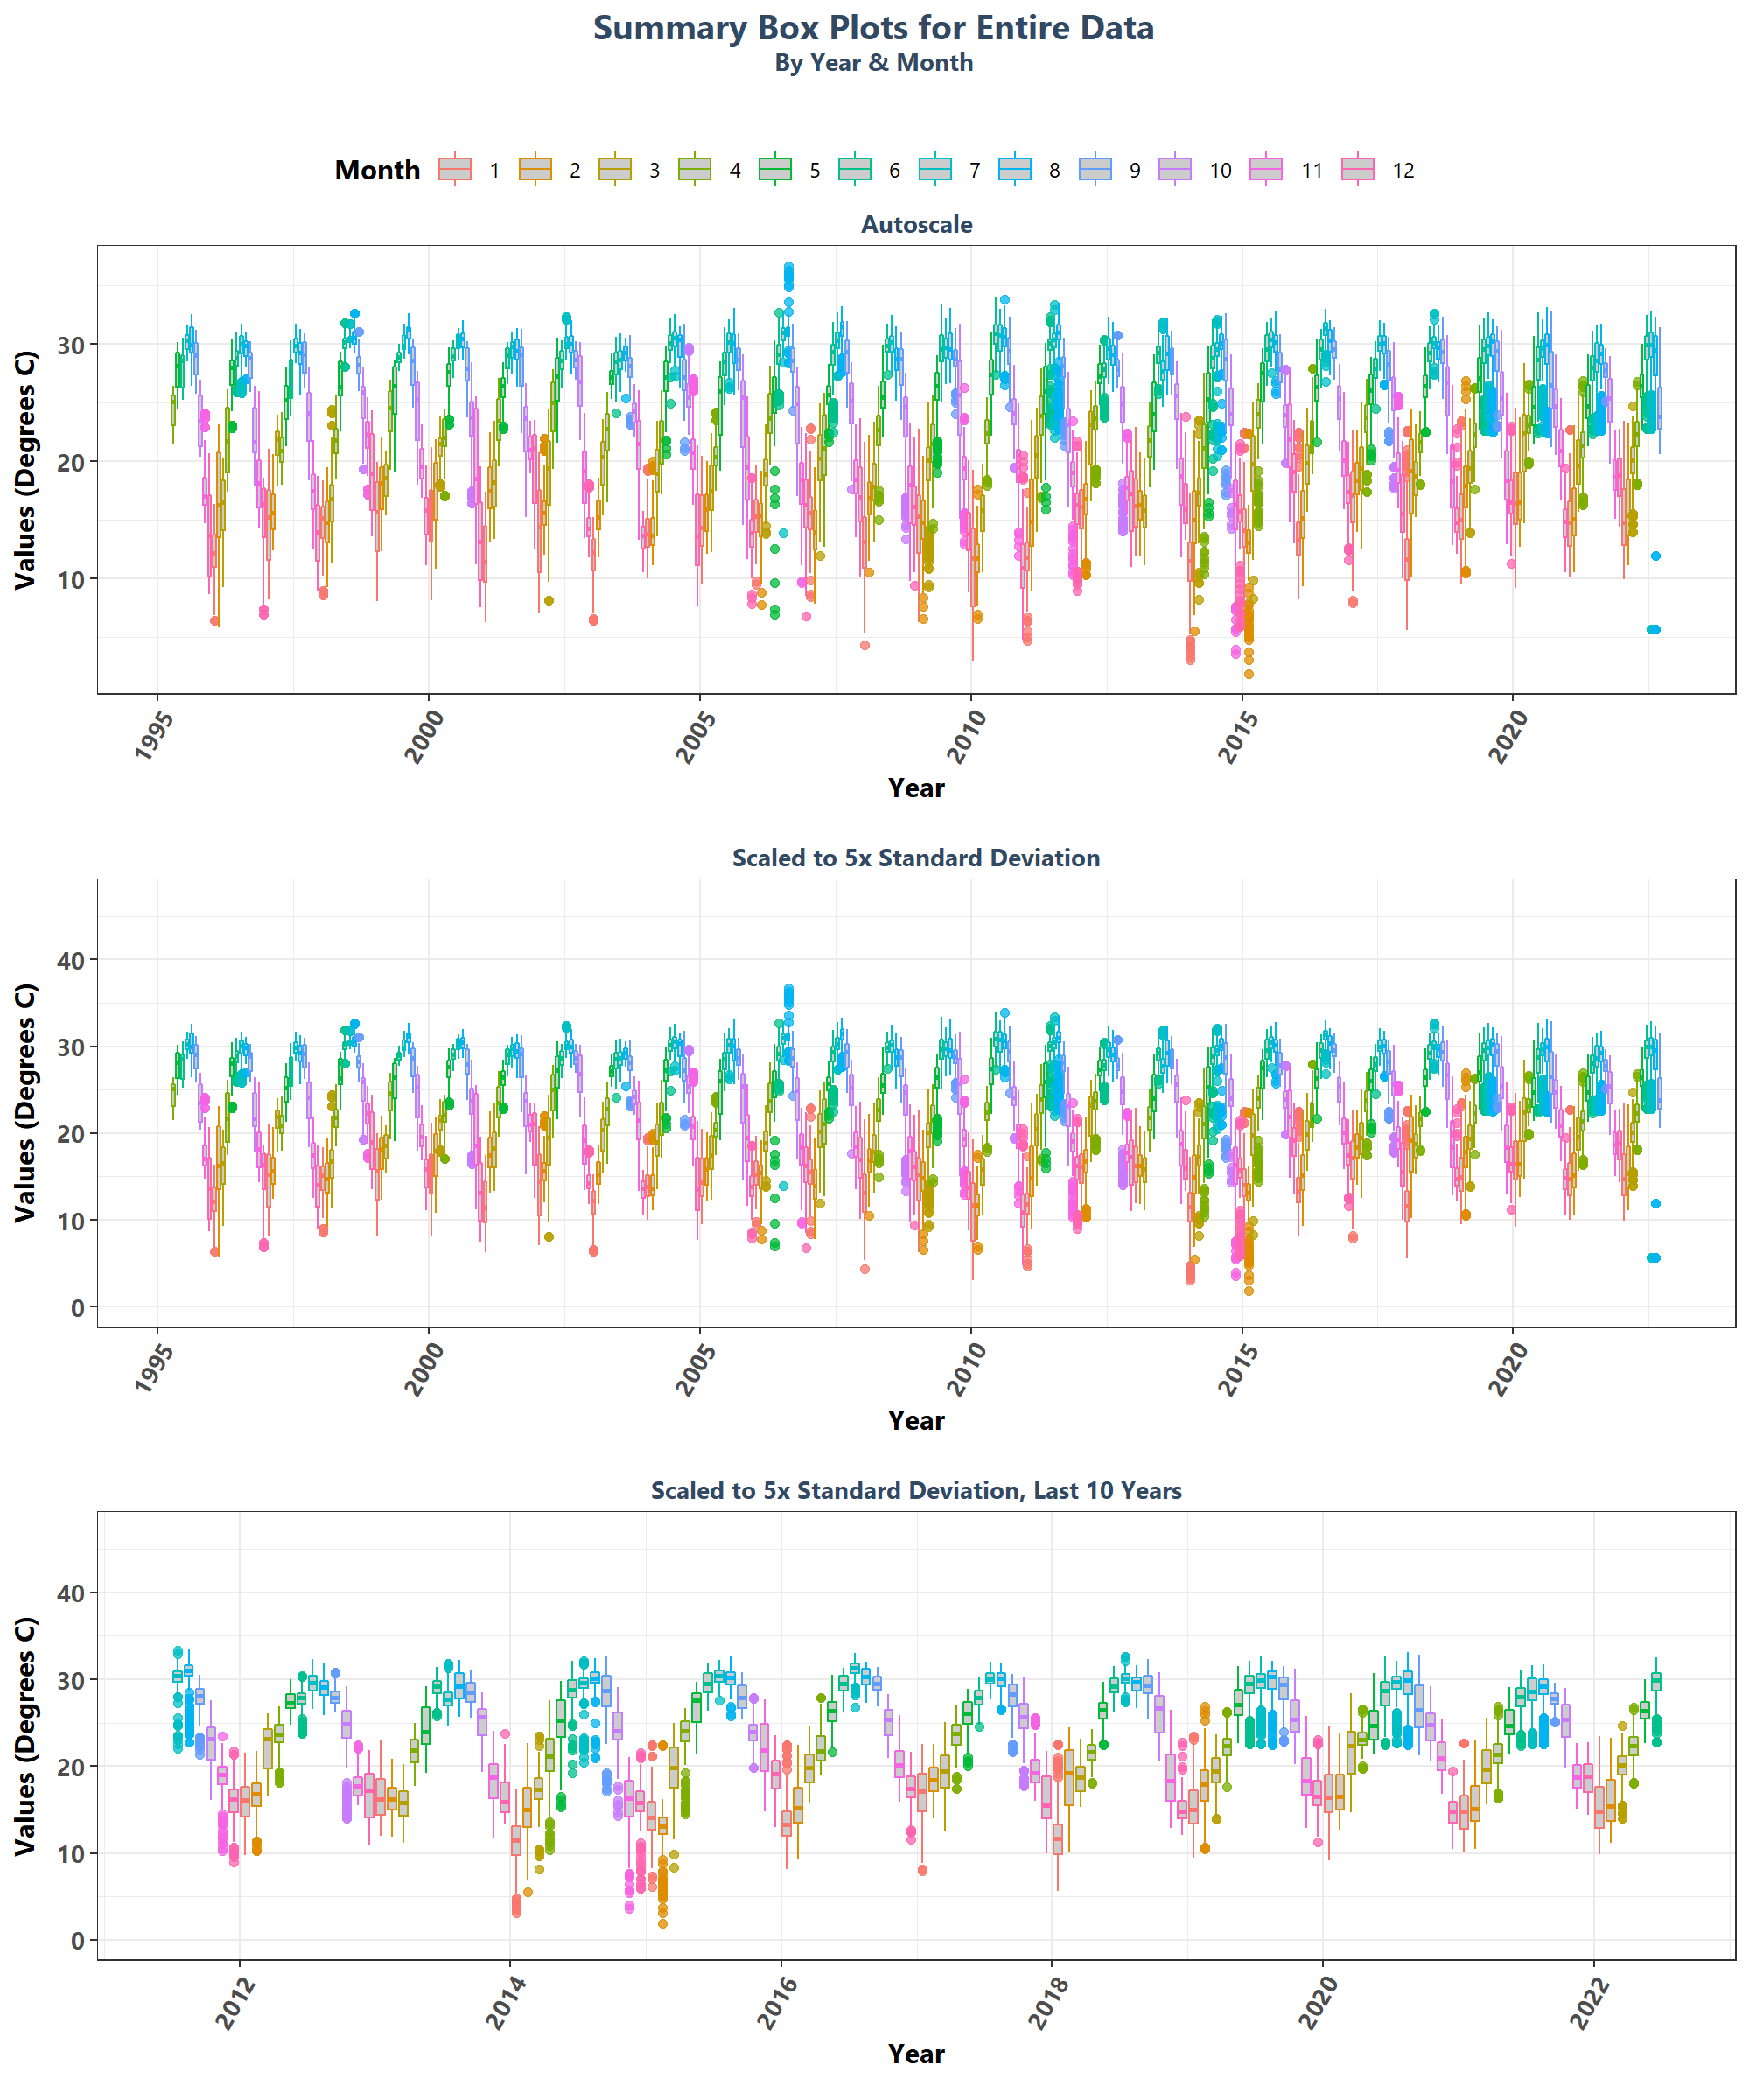 Summary Box Plots for Entire Data
By Year & Month
Month 1 2 3 4 5 6 7 8 9 10 11 12
Autoscale
Values (Degrees C)
30
20
10
1995 2000 2005 2010 2015 2020
Year
Scaled to 5x Standard Deviation
Values (Degrees C)
40
30
20
10
0
1995 2000 2005 2010 2015 2020
Year
Scaled to 5x Standard Deviation, Last 10 Years
Values (Degrees C)
40
30
20
10
0
2012 2014 2016 2018 2020 2022
Year